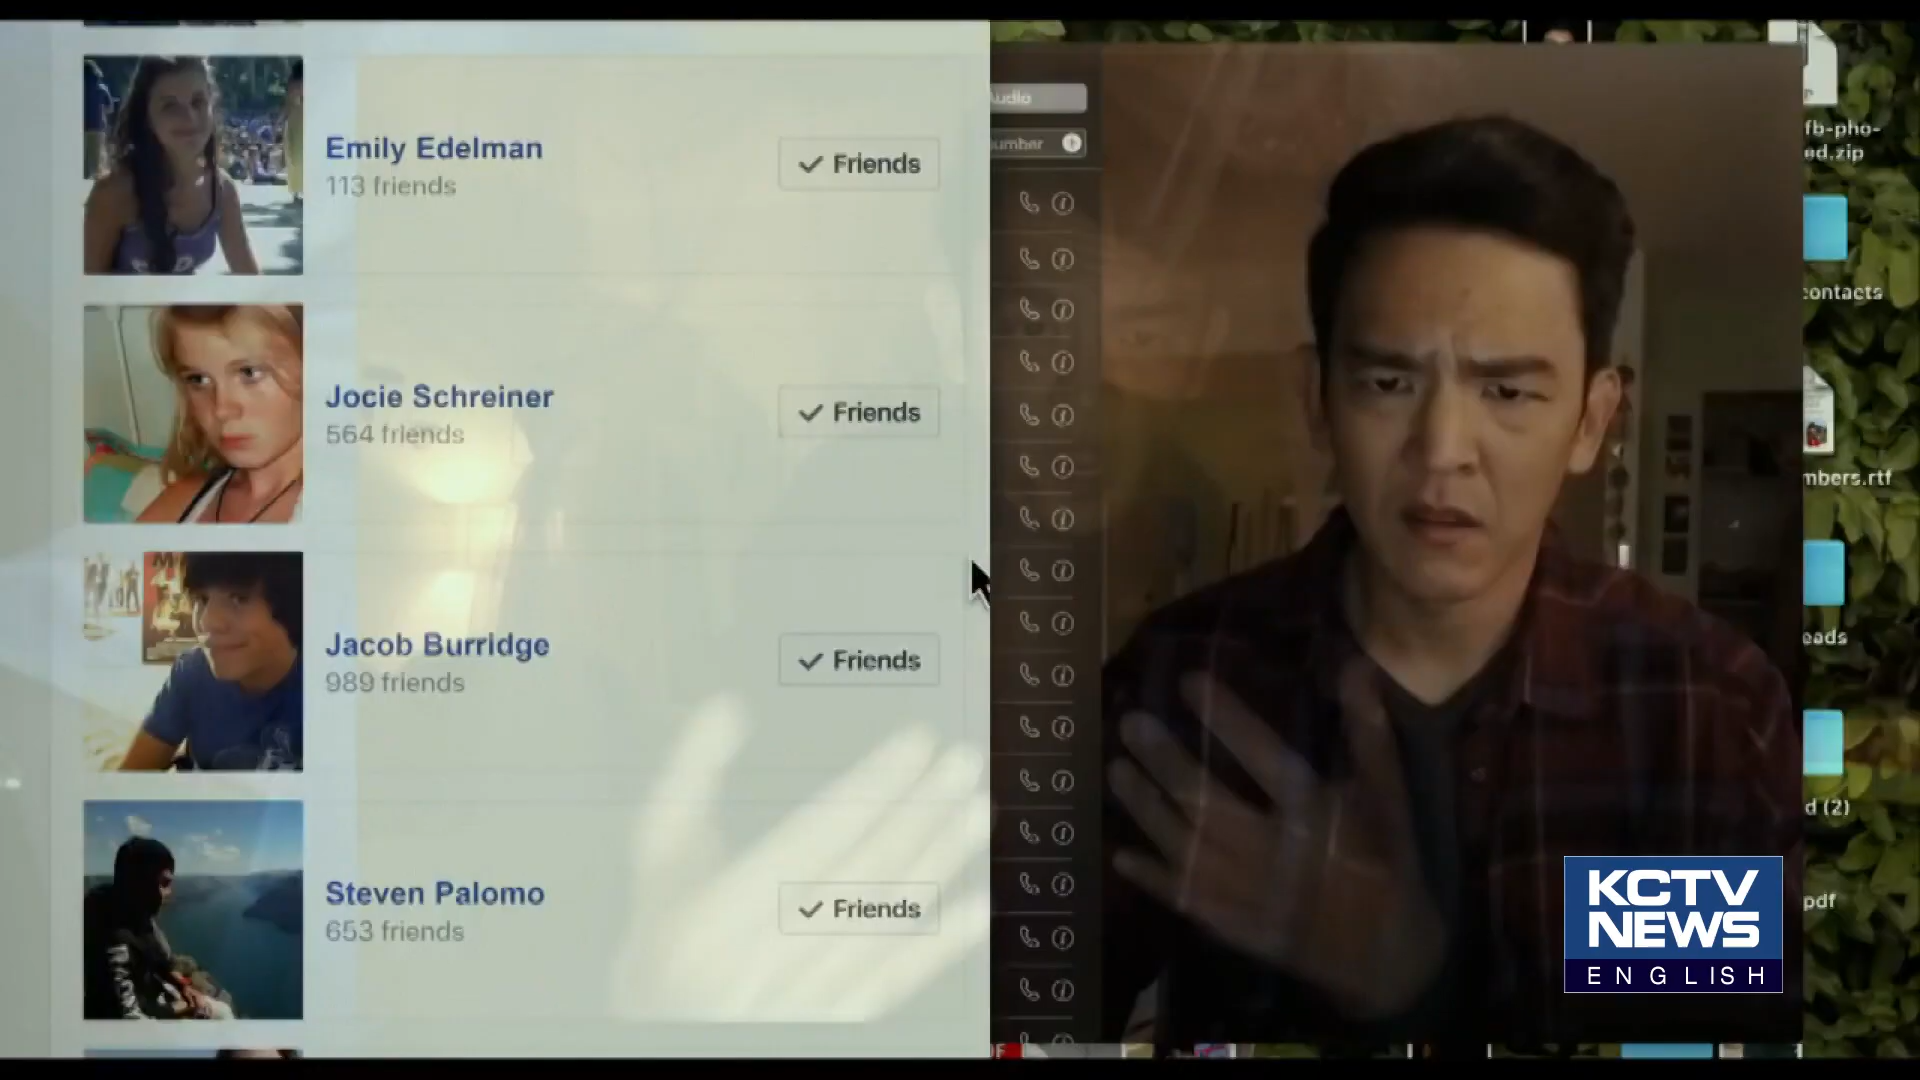 Emily Edelman
113 friends
Friends
Jocie Schreiner
564 friends
Friends
Jacob Burridge
989 friends
Friends
Steven Palomo
653 friends
Friends
Audio
umber
fb-pho-
ed.zip
contacts
mbers.rtf
eads
d (2)
pdf
KCTV
NEWS
ENGLISH